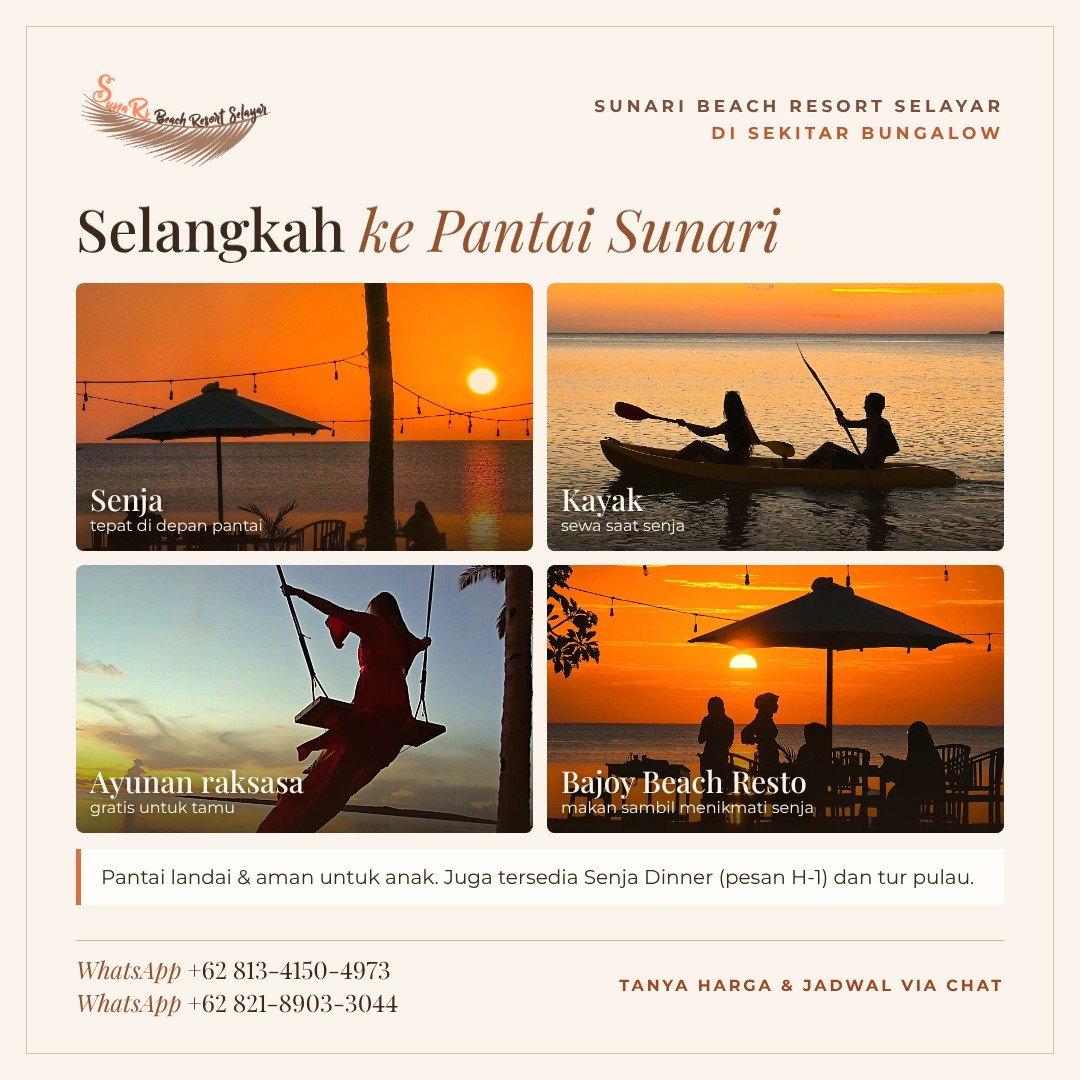 SunaRi Beach Resort Selayar
SUNARI BEACH RESORT SELAYAR
DI SEKITAR BUNGALOW
Selangkah ke Pantai Sunari
Senja
tepat di depan pantai
Kayak
sewa saat senja
Ayunan raksasa
gratis untuk tamu
Bajoy Beach Resto
makan sambil menikmati senja
Pantai landai & aman untuk anak. Juga tersedia Senja Dinner (pesan H-1) dan tur pulau.
WhatsApp +62 813-4150-4973
WhatsApp +62 821-8903-3044
TANYA HARGA & JADWAL VIA CHAT